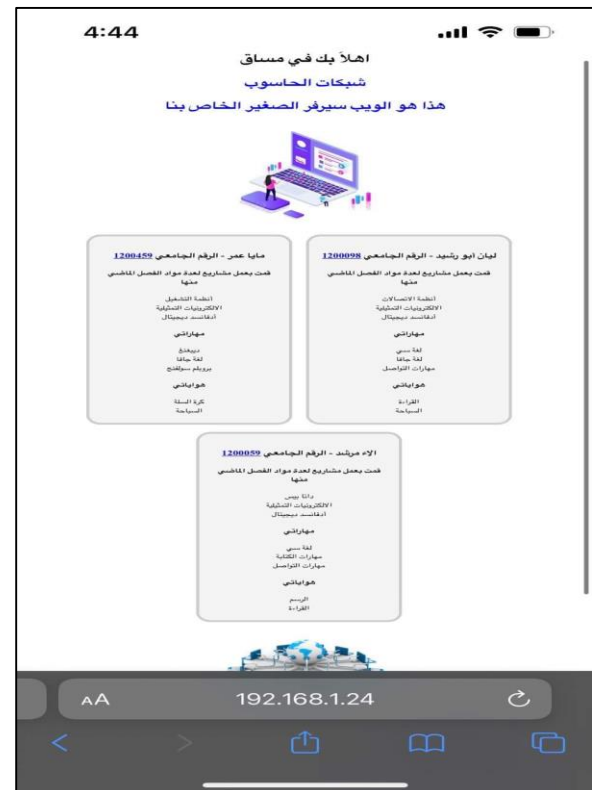 4:44
اهلاً بك في مساق
شبكات الحاسوب
هذا هو الويب سيرفر الصغير الخاص بنا
ليان أبو رشيد - الرقم الجامعي 1200098
قمت بعمل مشاريع لعدة مواد الفصل الماضي
منها
أنظمة الاتصالات
الالكترونيات التمثيلية
أدفانسد ديجيتال
مهاراتي
لغة سي
لغة جافا
مهارات التواصل
هواياتي
القراءة
السباحة
مايا عمر - الرقم الجامعي 1200459
قمت بعمل مشاريع لعدة مواد الفصل الماضي
منها
أنظمة التشغيل
الالكترونيات التمثيلية
أدفانسد ديجيتال
مهاراتي
لغة جافا
بروبلم سولفنج
هواياتي
كرة السلة
السباحة
الاء مرشد - الرقم الجامعي 1200059
قمت بعمل مشاريع لعدة مواد الفصل الماضي
منها
داتا بيس
الالكترونيات التمثيلية
أدفانسد ديجيتال
مهاراتي
لغة سي
مهارات الكتابة
مهارات التواصل
هواياتي
الرسم
القراءة
AA
192.168.1.24